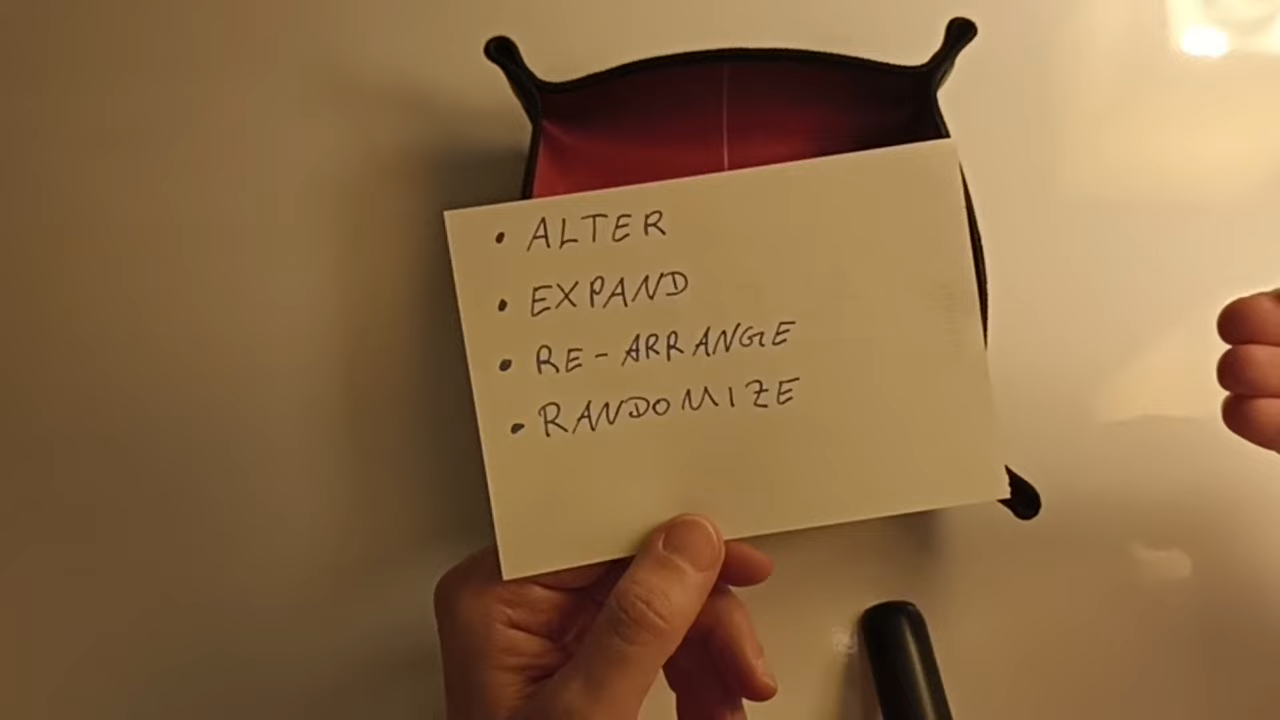 • ALTER
• EXPAND
• RE-ARRANGE
• RANDOMIZE